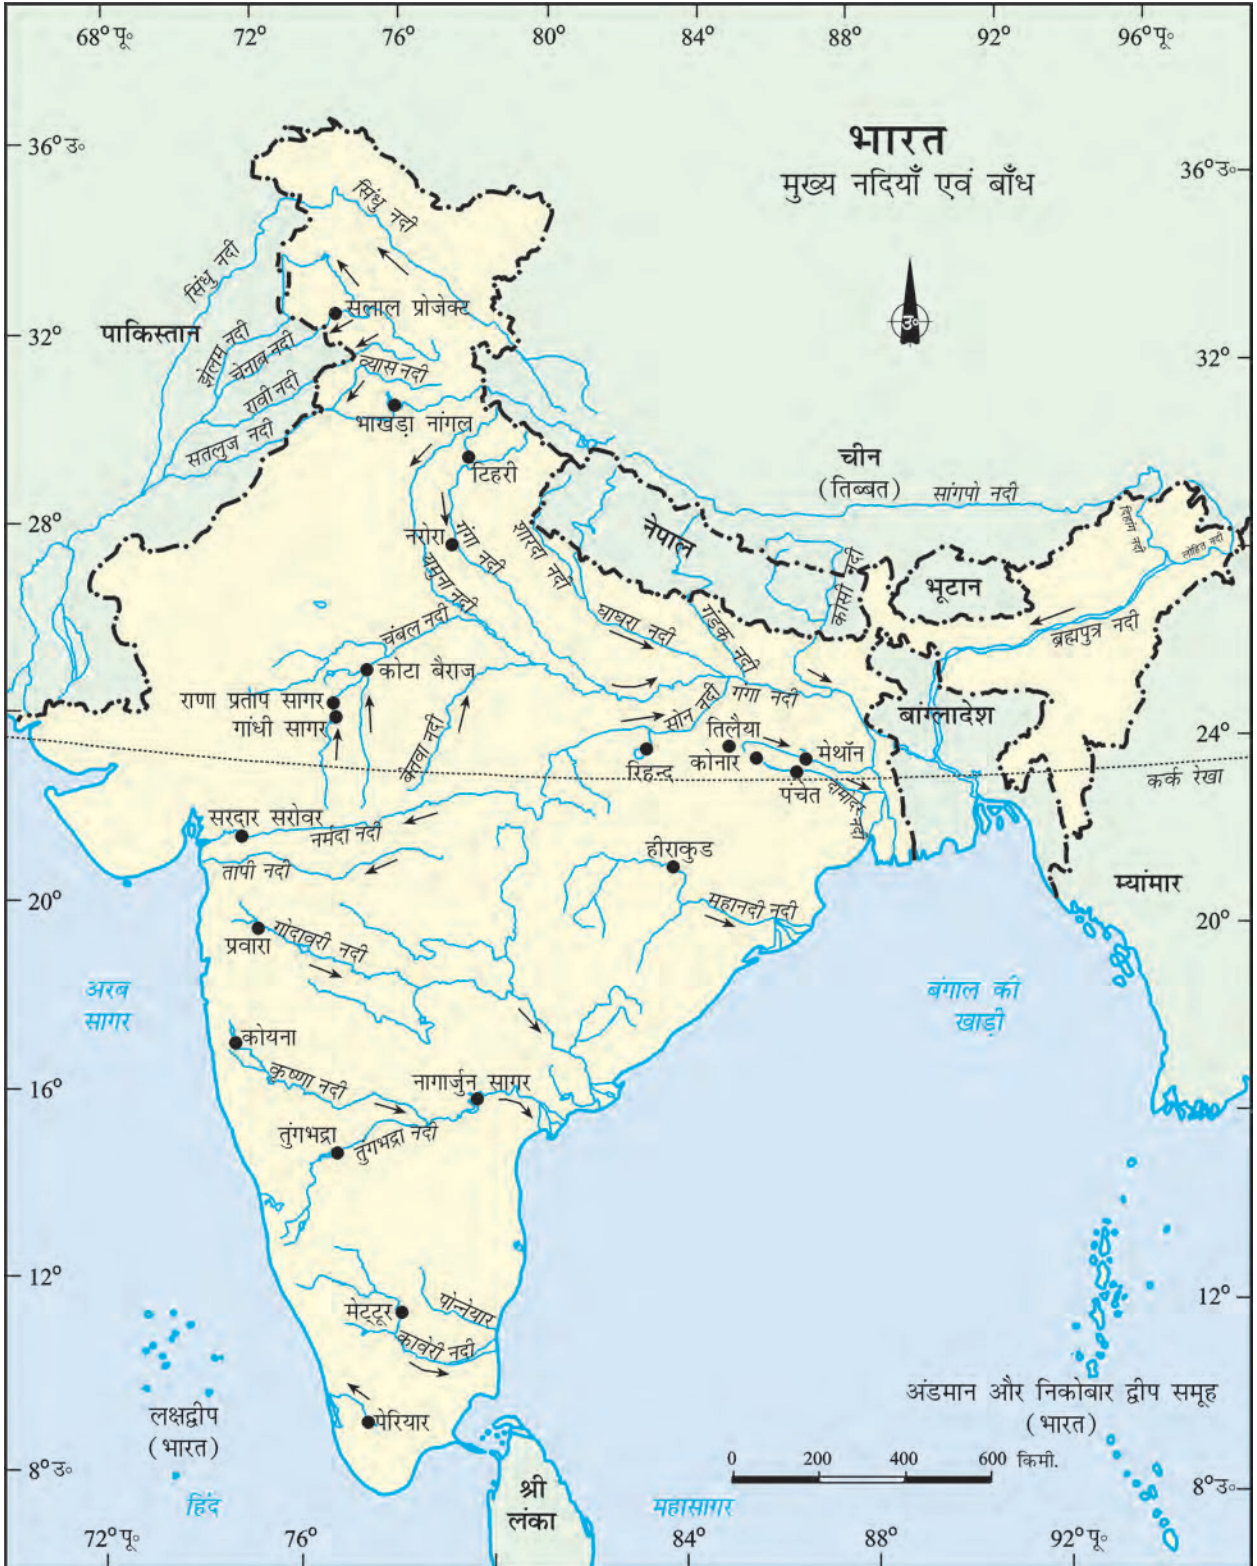 68°पू॰ 72° 76° 80° 84° 88° 92° 96°पू॰
भारत
मुख्य नदियाँ एवं बाँध
36°उ॰
36°उ॰
सिंधु नदी
सिंधु नदी
उ॰
सलाल प्रोजेक्ट
पाकिस्तान
32°
32°
झेलम नदी
चेनाब नदी
व्यास नदी
रावी नदी
भाखड़ा नांगल
सतलुज नदी
टिहरी
चीन
(तिब्बत)
सांगपो नदी
28°
दिहांग नदी
लोहित नदी
नेपाल
नरोरा
गंगा नदी
शारदा नदी
यमुना नदी
कोसी नदी
भूटान
घाघरा नदी
गंडक नदी
ब्रह्मपुत्र नदी
चंबल नदी
कोटा बैराज
राणा प्रताप सागर
गांधी सागर
बेतवा नदी
सोन नदी
गंगा नदी
बांग्लादेश
24°
तिलैया
रिहन्द
कोनार
मेथॉन
पंचेत
दामोदर नदी
कर्क रेखा
सरदार सरोवर
नर्मदा नदी
तापी नदी
हीराकुड
महानदी नदी
म्यांमार
20°
20°
प्रवारा
गोदावरी नदी
अरब
सागर
बंगाल की
खाड़ी
कोयना
कृष्णा नदी
नागार्जुन सागर
16°
तुंगभद्रा
तुंगभद्रा नदी
12°
12°
मेट्टूर
पोन्नेयार
कावेरी नदी
पेरियार
लक्षद्वीप
(भारत)
अंडमान और निकोबार द्वीप समूह
(भारत)
0 200 400 600 किमी.
8°उ॰
8°उ॰
श्री
लंका
हिंद
महासागर
72°पू॰ 76° 84° 88° 92°पू॰